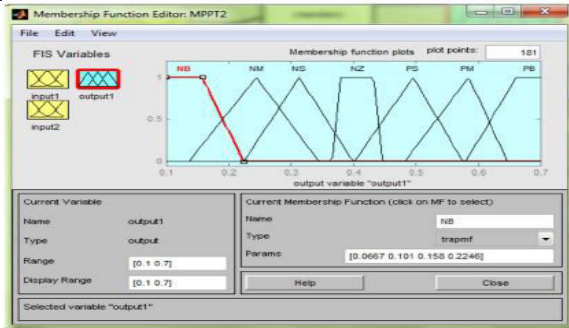 Membership Function Editor: MPPT2
File Edit View
FIS Variables
Membership function plots plot points: 181
input1 output1
input2
NB NM NS NZ PS PM PB
1
0.5
0
0.1 0.2 0.3 0.4 0.5 0.6 0.7
output variable "output1"
Current Variable
Name output1
Type output
Range [0.1 0.7]
Display Range [0.1 0.7]
Current Membership Function (click on MF to select)
Name NB
Type trapmf
Params [0.0667 0.101 0.158 0.2246]
Help Close
Selected variable "output1"